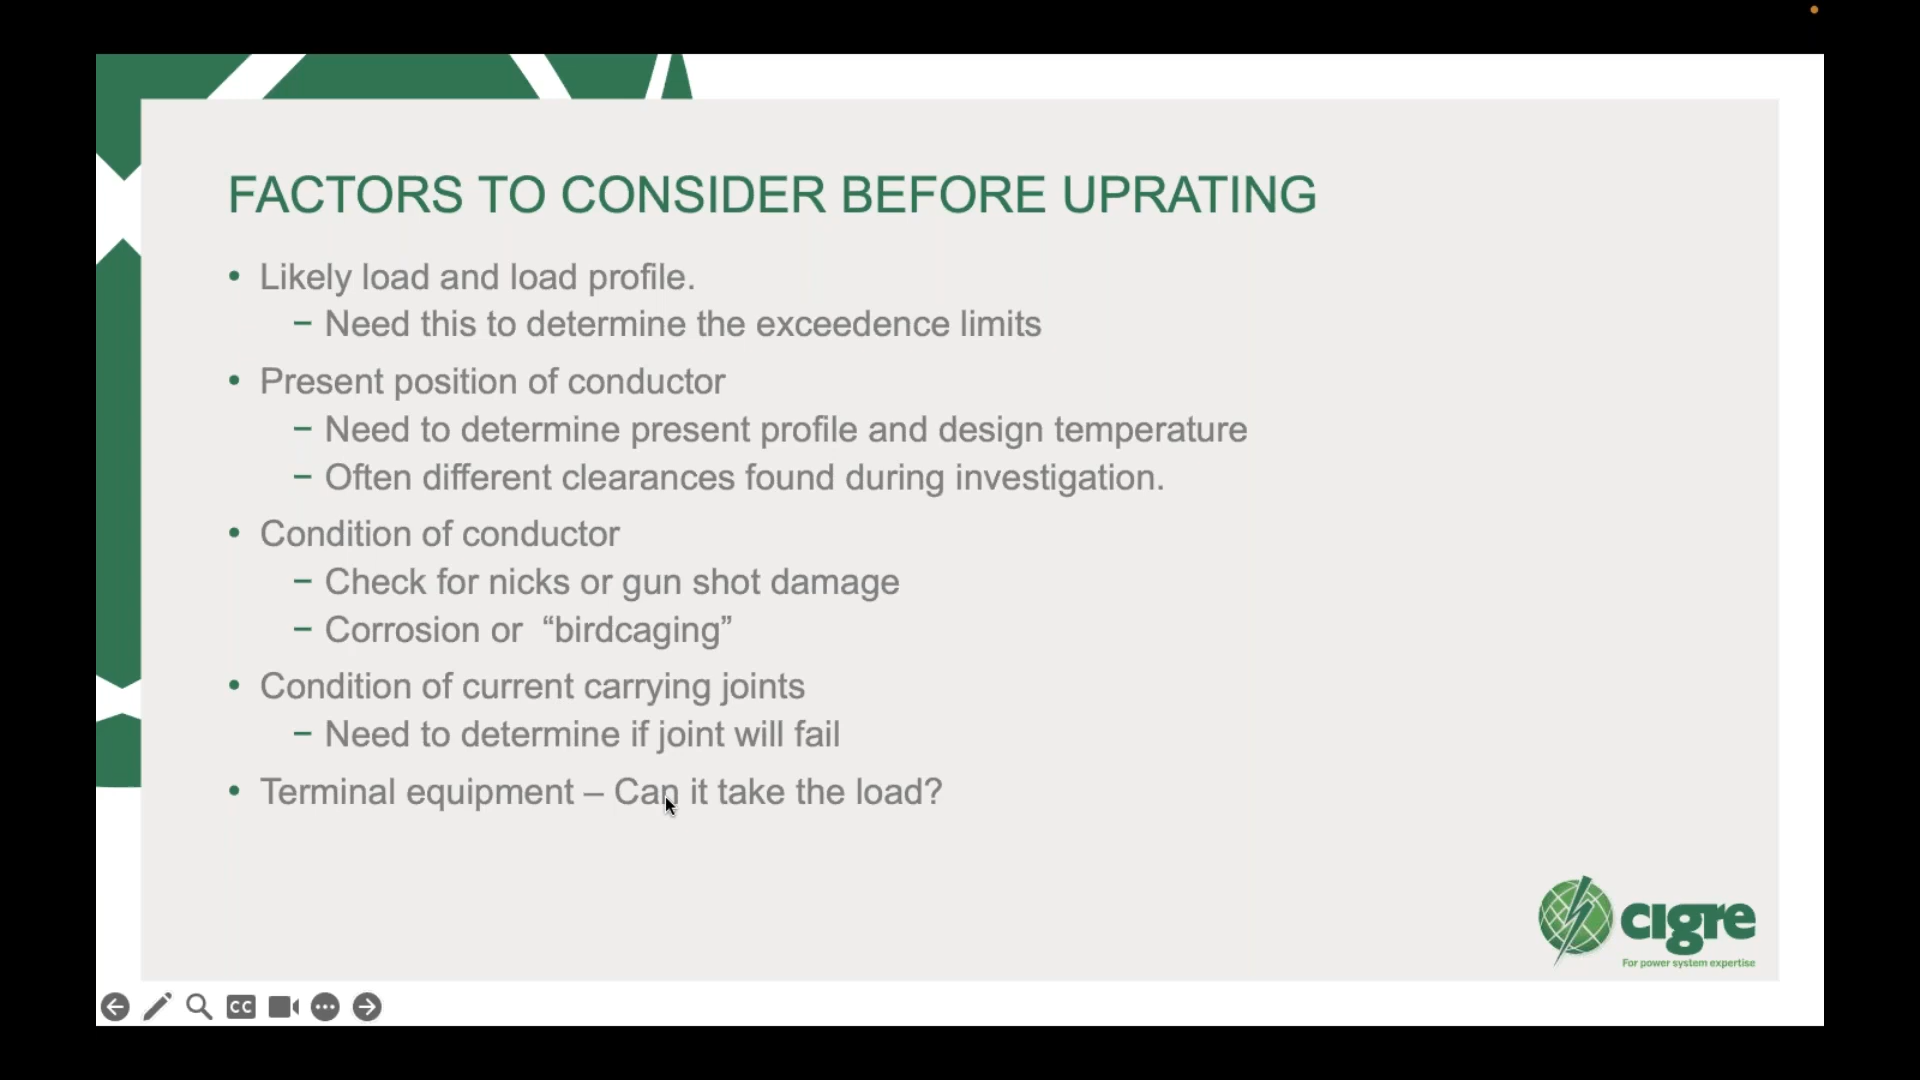 FACTORS TO CONSIDER BEFORE UPRATING
• Likely load and load profile.
– Need this to determine the exceedence limits
• Present position of conductor
– Need to determine present profile and design temperature
– Often different clearances found during investigation.
• Condition of conductor
– Check for nicks or gun shot damage
– Corrosion or “birdcaging”
• Condition of current carrying joints
– Need to determine if joint will fail
• Terminal equipment – Can it take the load?
cigre
For power system expertise
CC